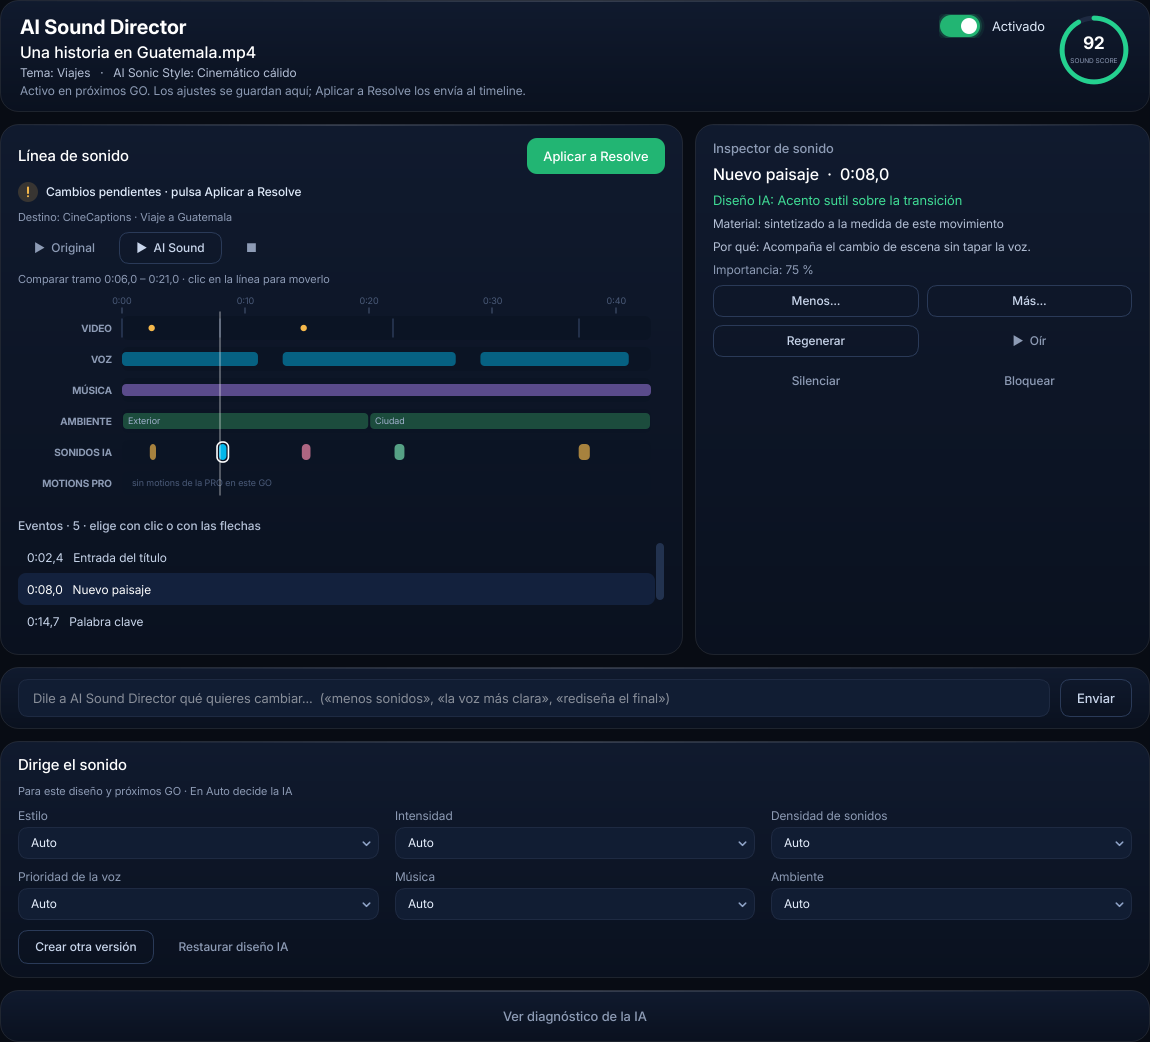 AI Sound Director
Una historia en Guatemala.mp4
Tema: Viajes · AI Sonic Style: Cinemático cálido
Activo en próximos GO. Los ajustes se guardan aquí; Aplicar a Resolve los envía al timeline.
Activado
92
SOUND SCORE
Línea de sonido
Aplicar a Resolve
! Cambios pendientes · pulsa Aplicar a Resolve
Destino: CineCaptions · Viaje a Guatemala
Original
AI Sound
Comparar tramo 0:06,0 – 0:21,0 · clic en la línea para moverlo
0:00 0:10 0:20 0:30 0:40
VIDEO
VOZ
MÚSICA
AMBIENTE Exterior Ciudad
SONIDOS IA
MOTIONS PRO sin motions de la PRO en este GO
Eventos · 5 · elige con clic o con las flechas
0:02,4 Entrada del título
0:08,0 Nuevo paisaje
0:14,7 Palabra clave
Inspector de sonido
Nuevo paisaje · 0:08,0
Diseño IA: Acento sutil sobre la transición
Material: sintetizado a la medida de este movimiento
Por qué: Acompaña el cambio de escena sin tapar la voz.
Importancia: 75 %
Menos... Más...
Regenerar Oír
Silenciar Bloquear
Dile a AI Sound Director qué quieres cambiar... («menos sonidos», «la voz más clara», «rediseña el final»)
Enviar
Dirige el sonido
Para este diseño y próximos GO · En Auto decide la IA
Estilo Intensidad Densidad de sonidos
Auto Auto Auto
Prioridad de la voz Música Ambiente
Auto Auto Auto
Crear otra versión Restaurar diseño IA
Ver diagnóstico de la IA